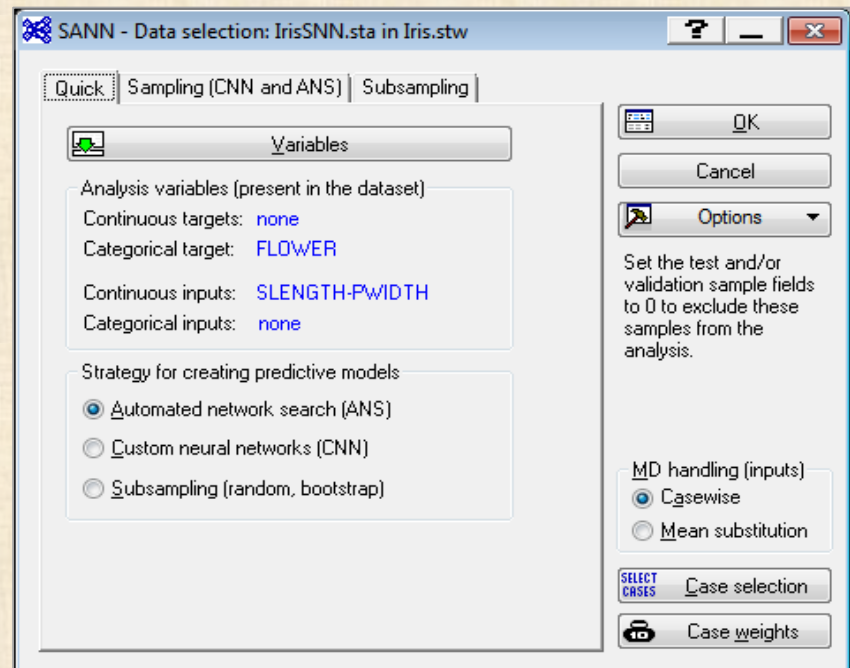 SANN - Data selection: IrisSNN.sta in Iris.stw
?
Quick
Sampling (CNN and ANS)
Subsampling
Variables
Analysis variables (present in the dataset)
Continuous targets: none
Categorical target: FLOWER
Continuous inputs: SLENGTH-PWIDTH
Categorical inputs: none
Strategy for creating predictive models
Automated network search (ANS)
Custom neural networks (CNN)
Subsampling (random, bootstrap)
OK
Cancel
Options
Set the test and/or
validation sample fields
to 0 to exclude these
samples from the
analysis.
MD handling (inputs)
Casewise
Mean substitution
SELECT
CASES
Case selection
Case weights